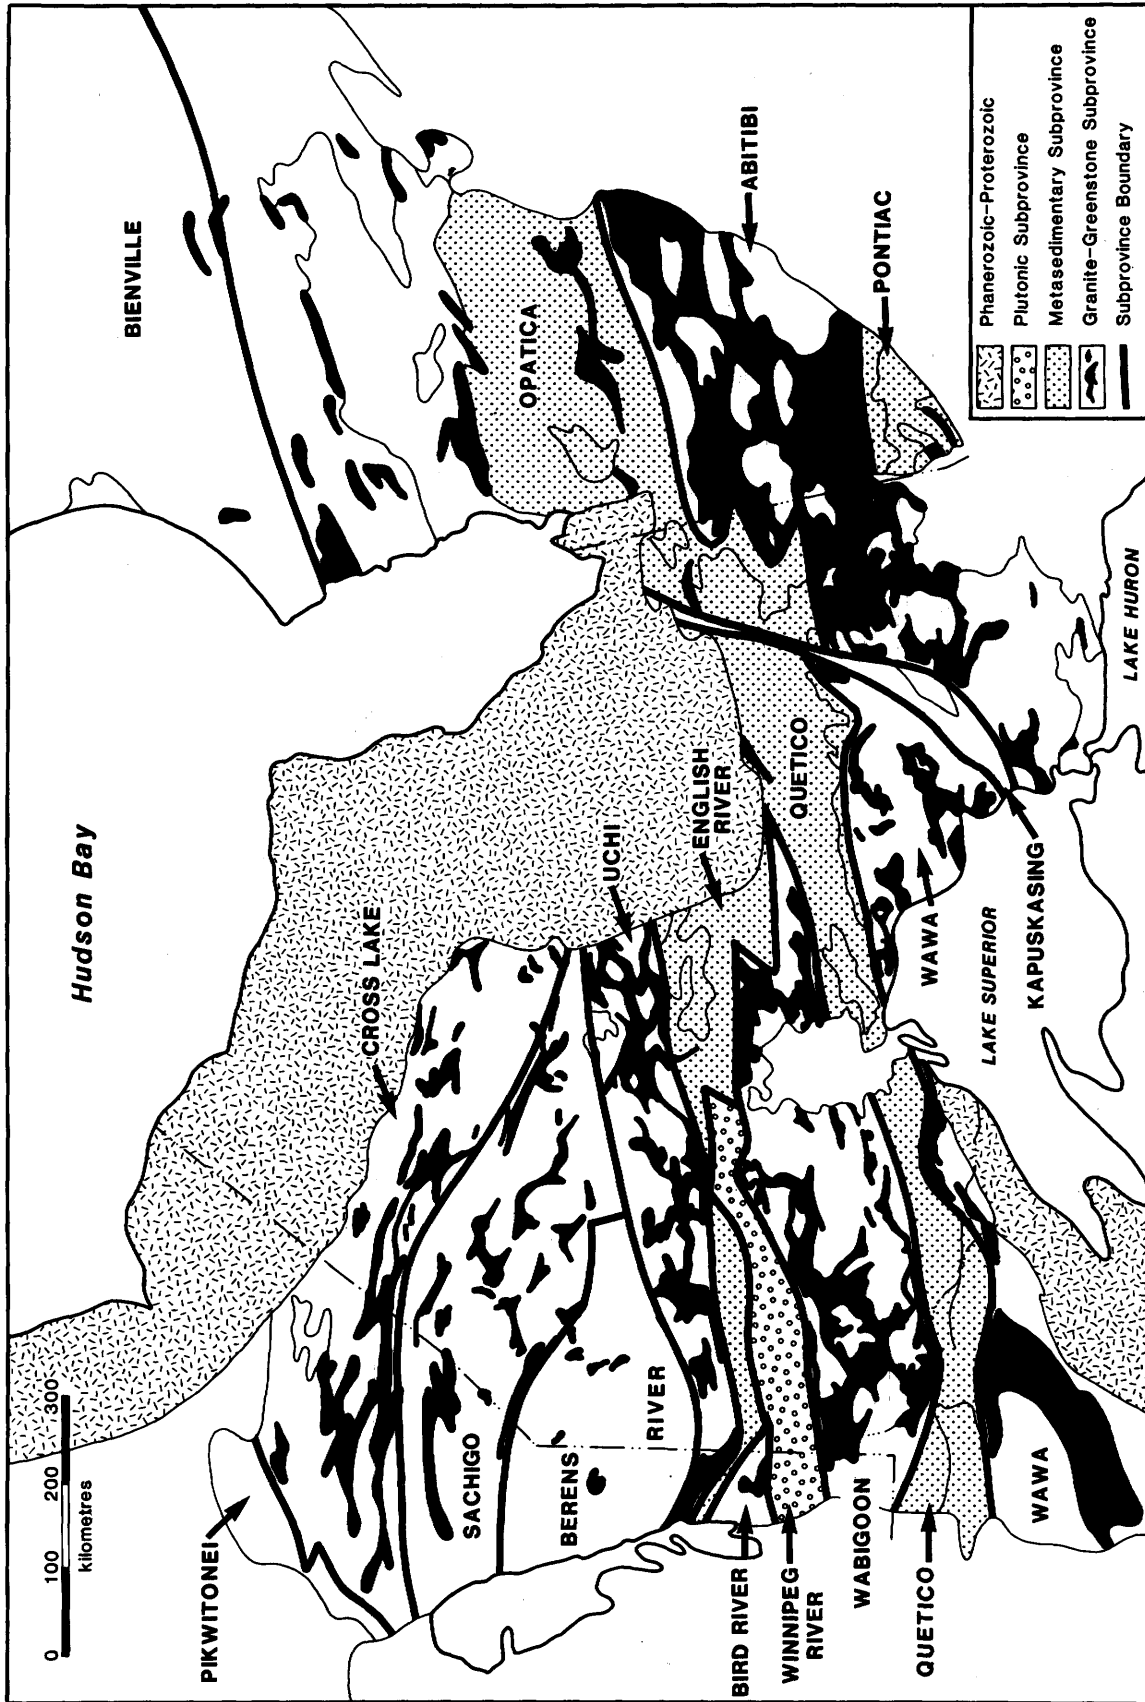 Hudson Bay
BIENVILLE
OPATICA
ABITIBI
PONTIAC
CROSS LAKE
UCHI
ENGLISH
RIVER
QUETICO
WAWA
KAPUSKASING
LAKE SUPERIOR
LAKE HURON
PIKWITONEI
SACHIGO
BERENS
RIVER
BIRD RIVER
WINNIPEG
RIVER
WABIGOON
QUETICO
WAWA
0 100 200 300
kilometres
Phanerozoic-Proterozoic
Plutonic Subprovince
Metasedimentary Subprovince
Granite-Greenstone Subprovince
Subprovince Boundary